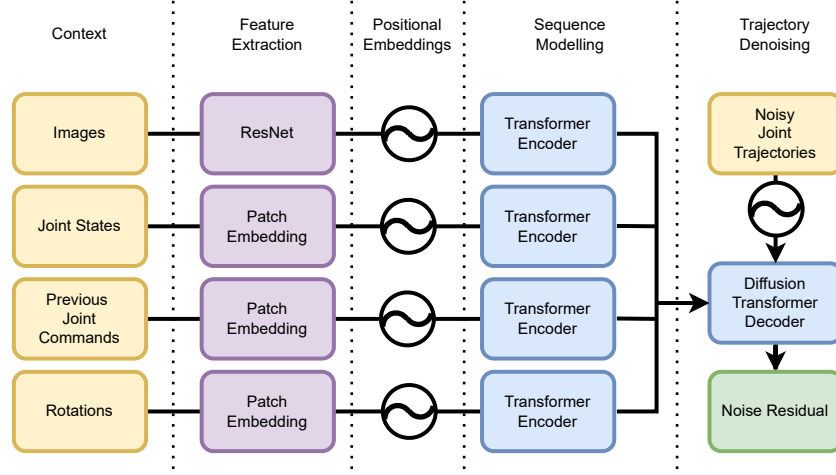 Context
Feature
Extraction
Positional
Embeddings
Sequence
Modelling
Trajectory
Denoising
Images
ResNet
Transformer
Encoder
Noisy
Joint
Trajectories
Joint States
Patch
Embedding
Transformer
Encoder
Previous
Joint
Commands
Patch
Embedding
Transformer
Encoder
Diffusion
Transformer
Decoder
Rotations
Patch
Embedding
Transformer
Encoder
Noise Residual